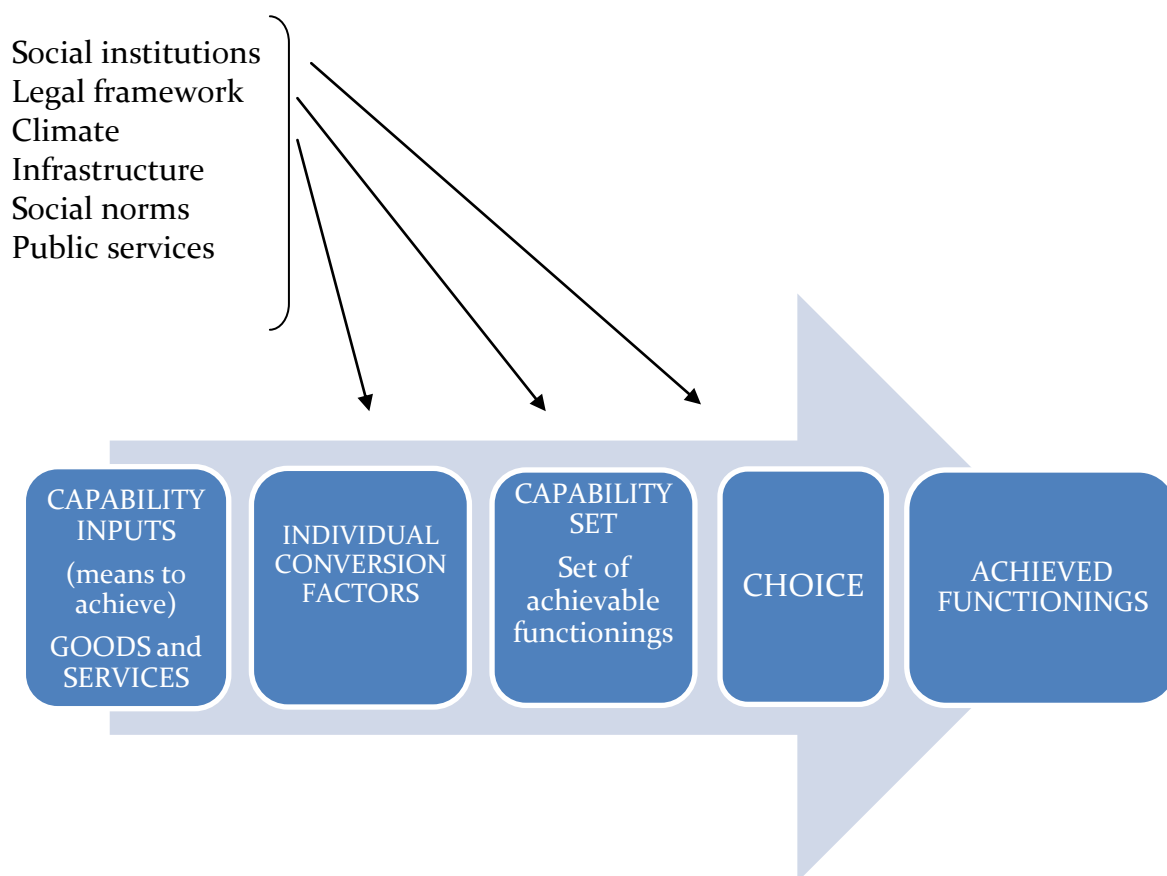 Social institutions
Legal framework
Climate
Infrastructure
Social norms
Public services
CAPABILITY
INPUTS
(means to
achieve)
GOODS and
SERVICES
INDIVIDUAL
CONVERSION
FACTORS
CAPABILITY
SET
Set of
achievable
functionings
CHOICE
ACHIEVED
FUNCTIONINGS